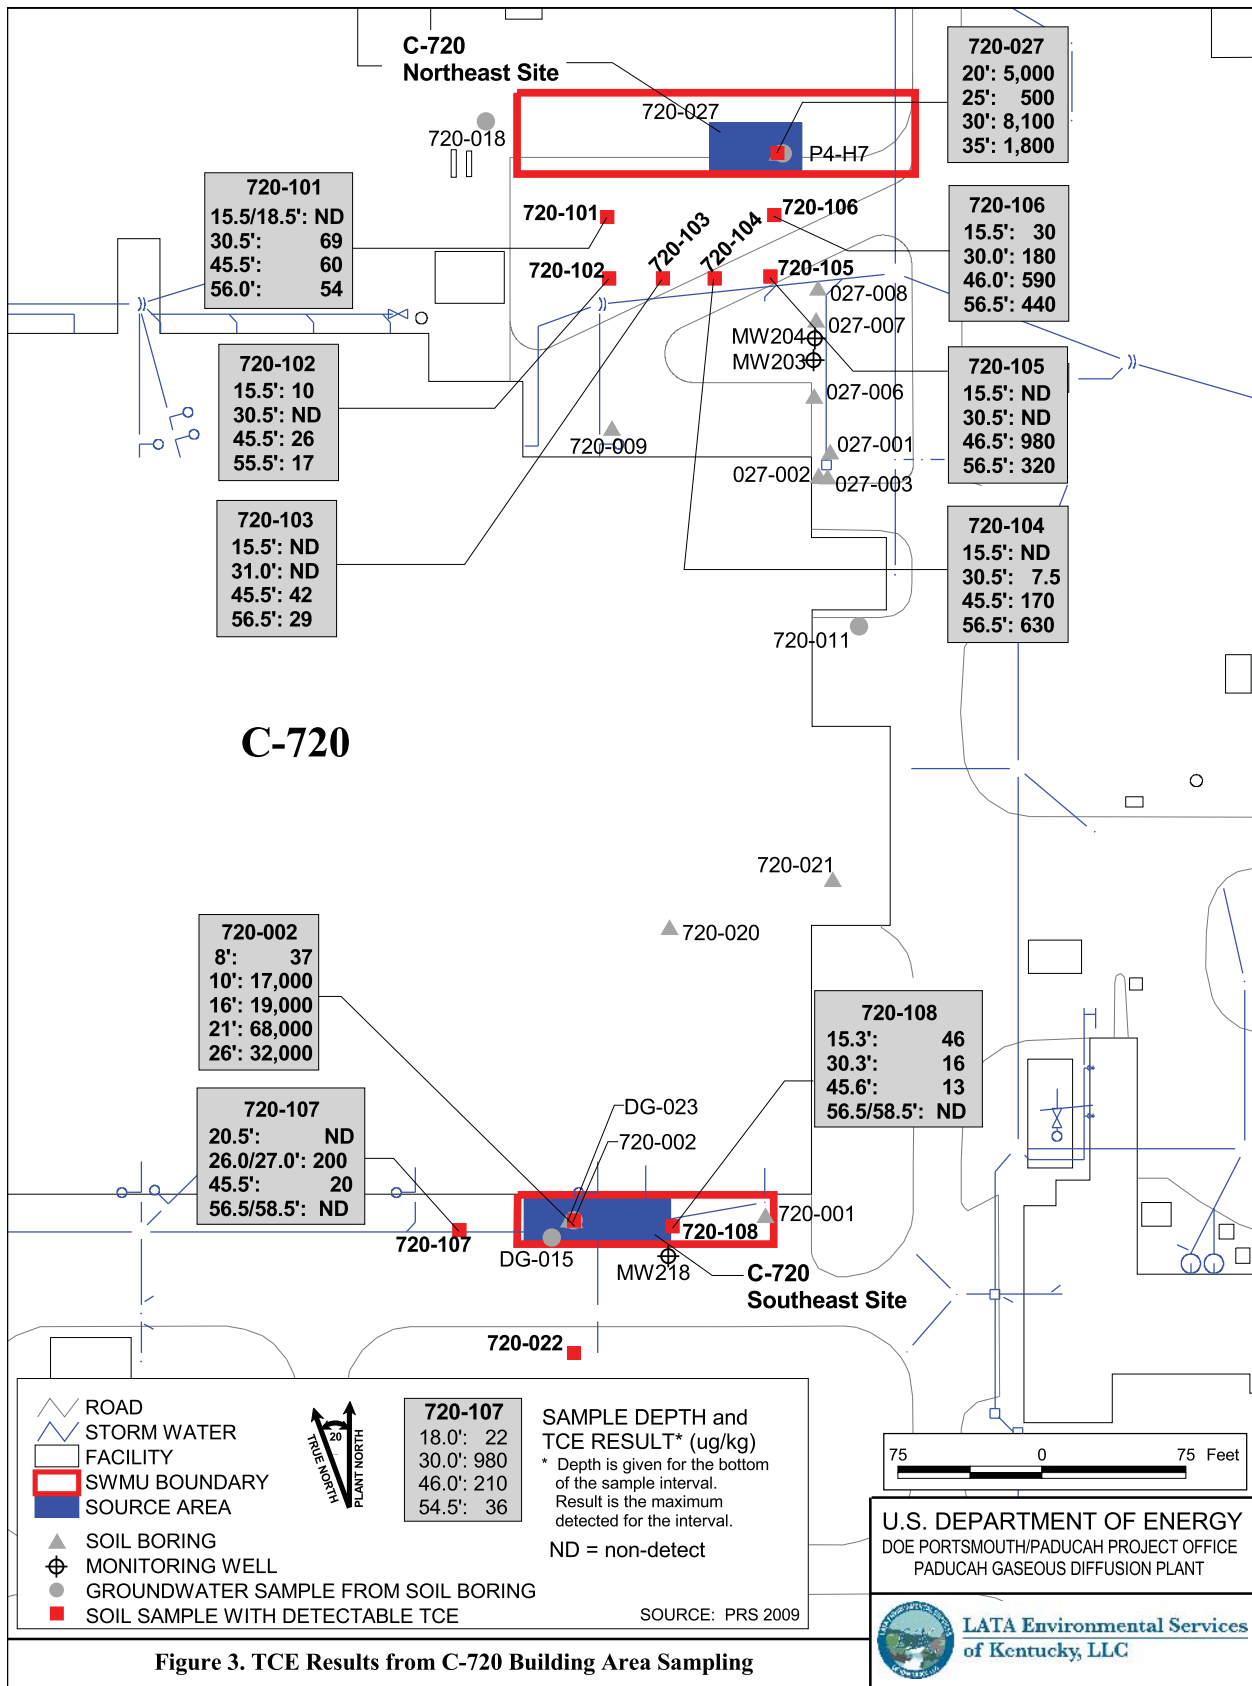 C-720
Northeast Site
720-027
20': 5,000
25': 500
30': 8,100
35': 1,800
720-027
720-018
P4-H7
720-101
15.5/18.5': ND
30.5': 69
45.5': 60
56.0': 54
720-101
720-103
720-104
720-106
720-106
15.5': 30
30.0': 180
46.0': 590
56.5': 440
720-102
720-105
027-008
027-007
MW204
MW203
720-102
15.5': 10
30.5': ND
45.5': 26
55.5': 17
720-105
15.5': ND
30.5': ND
46.5': 980
56.5': 320
027-006
720-009
027-001
027-002
027-003
720-103
15.5': ND
31.0': ND
45.5': 42
56.5': 29
720-104
15.5': ND
30.5': 7.5
45.5': 170
56.5': 630
720-011
C-720
720-021
720-020
720-002
8': 37
10': 17,000
16': 19,000
21': 68,000
26': 32,000
720-108
15.3': 46
30.3': 16
45.6': 13
56.5/58.5': ND
720-107
20.5': ND
26.0/27.0': 200
45.5': 20
56.5/58.5': ND
DG-023
720-002
720-001
720-107
720-108
DG-015
MW218
C-720
Southeast Site
720-022
ROAD
STORM WATER
FACILITY
SWMU BOUNDARY
SOURCE AREA
SOIL BORING
MONITORING WELL
GROUNDWATER SAMPLE FROM SOIL BORING
SOIL SAMPLE WITH DETECTABLE TCE
20
TRUE NORTH
PLANT NORTH
720-107
18.0': 22
30.0': 980
46.0': 210
54.5': 36
SAMPLE DEPTH and
TCE RESULT* (ug/kg)
* Depth is given for the bottom
of the sample interval.
Result is the maximum
detected for the interval.
ND = non-detect
SOURCE: PRS 2009
75 0 75 Feet
U.S. DEPARTMENT OF ENERGY
DOE PORTSMOUTH/PADUCAH PROJECT OFFICE
PADUCAH GASEOUS DIFFUSION PLANT
LATA Environmental Services
of Kentucky, LLC
Figure 3. TCE Results from C-720 Building Area Sampling